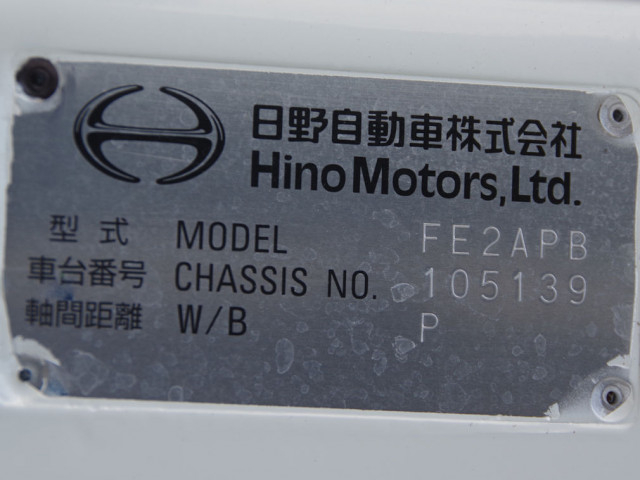 日野自動車株式会社
Hino Motors, Ltd.
型式 MODEL FE2APB
車台番号 CHASSIS NO. 105139
軸間距離 W/B P